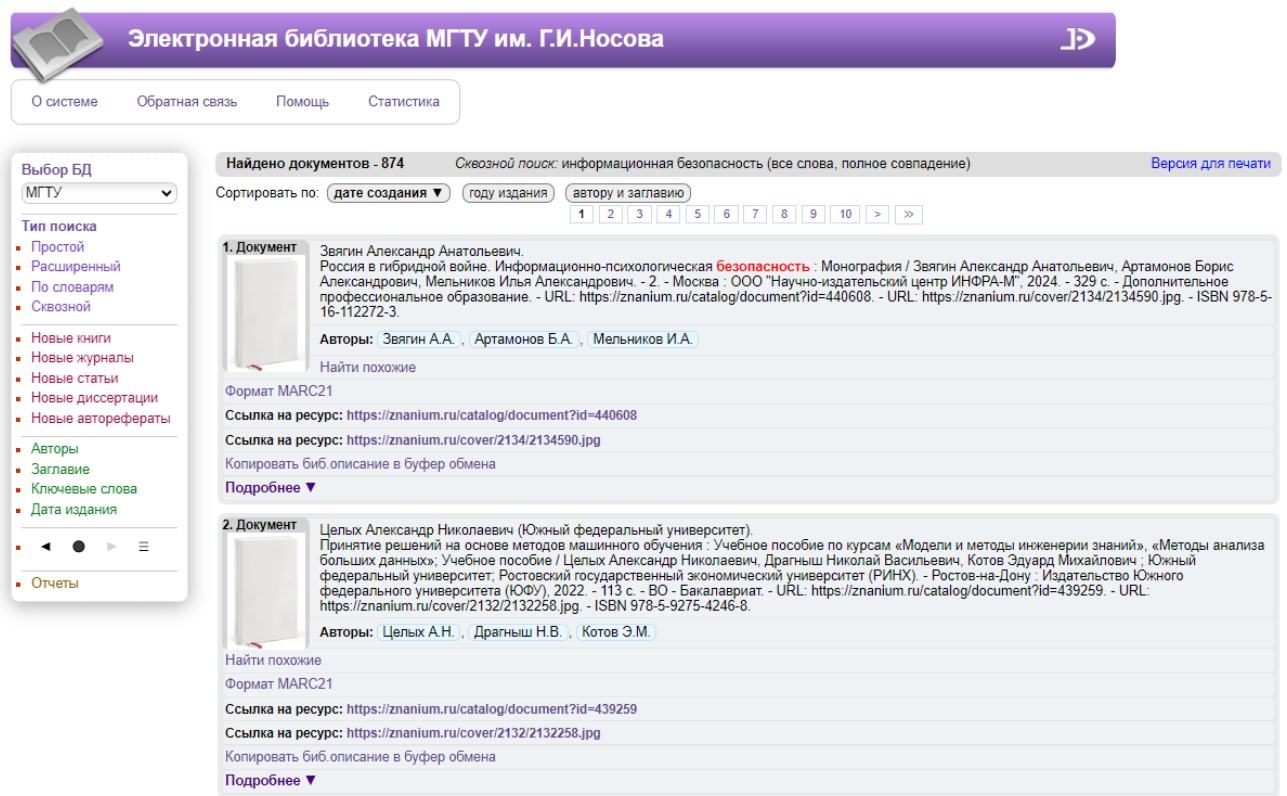 Электронная библиотека МГТУ им. Г.И.Носова
О системе Обратная связь Помощь Статистика
Выбор БД
МГТУ
Тип поиска
Простой
Расширенный
По словарям
Сквозной
Новые книги
Новые журналы
Новые статьи
Новые диссертации
Новые авторефераты
Авторы
Заглавие
Ключевые слова
Дата издания
Отчеты
Найдено документов - 874 Сквозной поиск: информационная безопасность (все слова, полное совпадение) Версия для печати
Сортировать по: дате создания ▼ году издания автору и заглавию
1 2 3 4 5 6 7 8 9 10 > »
1. Документ
Звягин Александр Анатольевич.
Россия в гибридной войне. Информационно-психологическая безопасность : Монография / Звягин Александр Анатольевич, Артамонов Борис
Александрович, Мельников Илья Александрович. - 2. - Москва : ООО "Научно-издательский центр ИНФРА-М", 2024. - 329 с. - Дополнительное
профессиональное образование. - URL: https://znanium.ru/catalog/document?id=440608. - URL: https://znanium.ru/cover/2134/2134590.jpg. - ISBN 978-5-
16-112272-3.
Авторы: Звягин А.А. , Артамонов Б.А. , Мельников И.А.
Найти похожие
Формат MARC21
Ссылка на ресурс: https://znanium.ru/catalog/document?id=440608
Ссылка на ресурс: https://znanium.ru/cover/2134/2134590.jpg
Копировать биб.описание в буфер обмена
Подробнее ▼
2. Документ
Целых Александр Николаевич (Южный федеральный университет).
Принятие решений на основе методов машинного обучения : Учебное пособие по курсам «Модели и методы инженерии знаний», «Методы анализа
больших данных»; Учебное пособие / Целых Александр Николаевич, Драгныш Николай Васильевич, Котов Эдуард Михайлович ; Южный
федеральный университет; Ростовский государственный экономический университет (РИНХ). - Ростов-на-Дону : Издательство Южного
федерального университета (ЮФУ), 2022. - 113 с. - ВО - Бакалавриат. - URL: https://znanium.ru/catalog/document?id=439259. - URL:
https://znanium.ru/cover/2132/2132258.jpg. - ISBN 978-5-9275-4246-8.
Авторы: Целых А.Н. , Драгныш Н.В. , Котов Э.М.
Найти похожие
Формат MARC21
Ссылка на ресурс: https://znanium.ru/catalog/document?id=439259
Ссылка на ресурс: https://znanium.ru/cover/2132/2132258.jpg
Копировать биб.описание в буфер обмена
Подробнее ▼